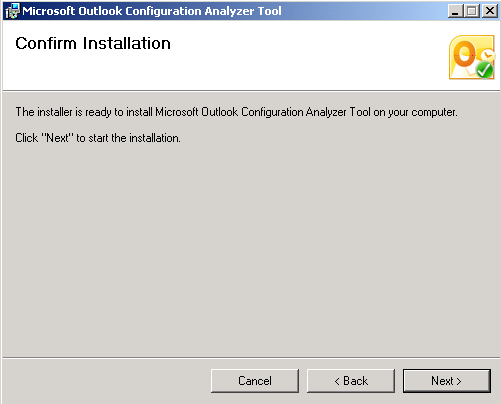 Microsoft Outlook Configuration Analyzer Tool
Confirm Installation
The installer is ready to install Microsoft Outlook Configuration Analyzer Tool on your computer.
Click "Next" to start the installation.
Cancel
< Back
Next >